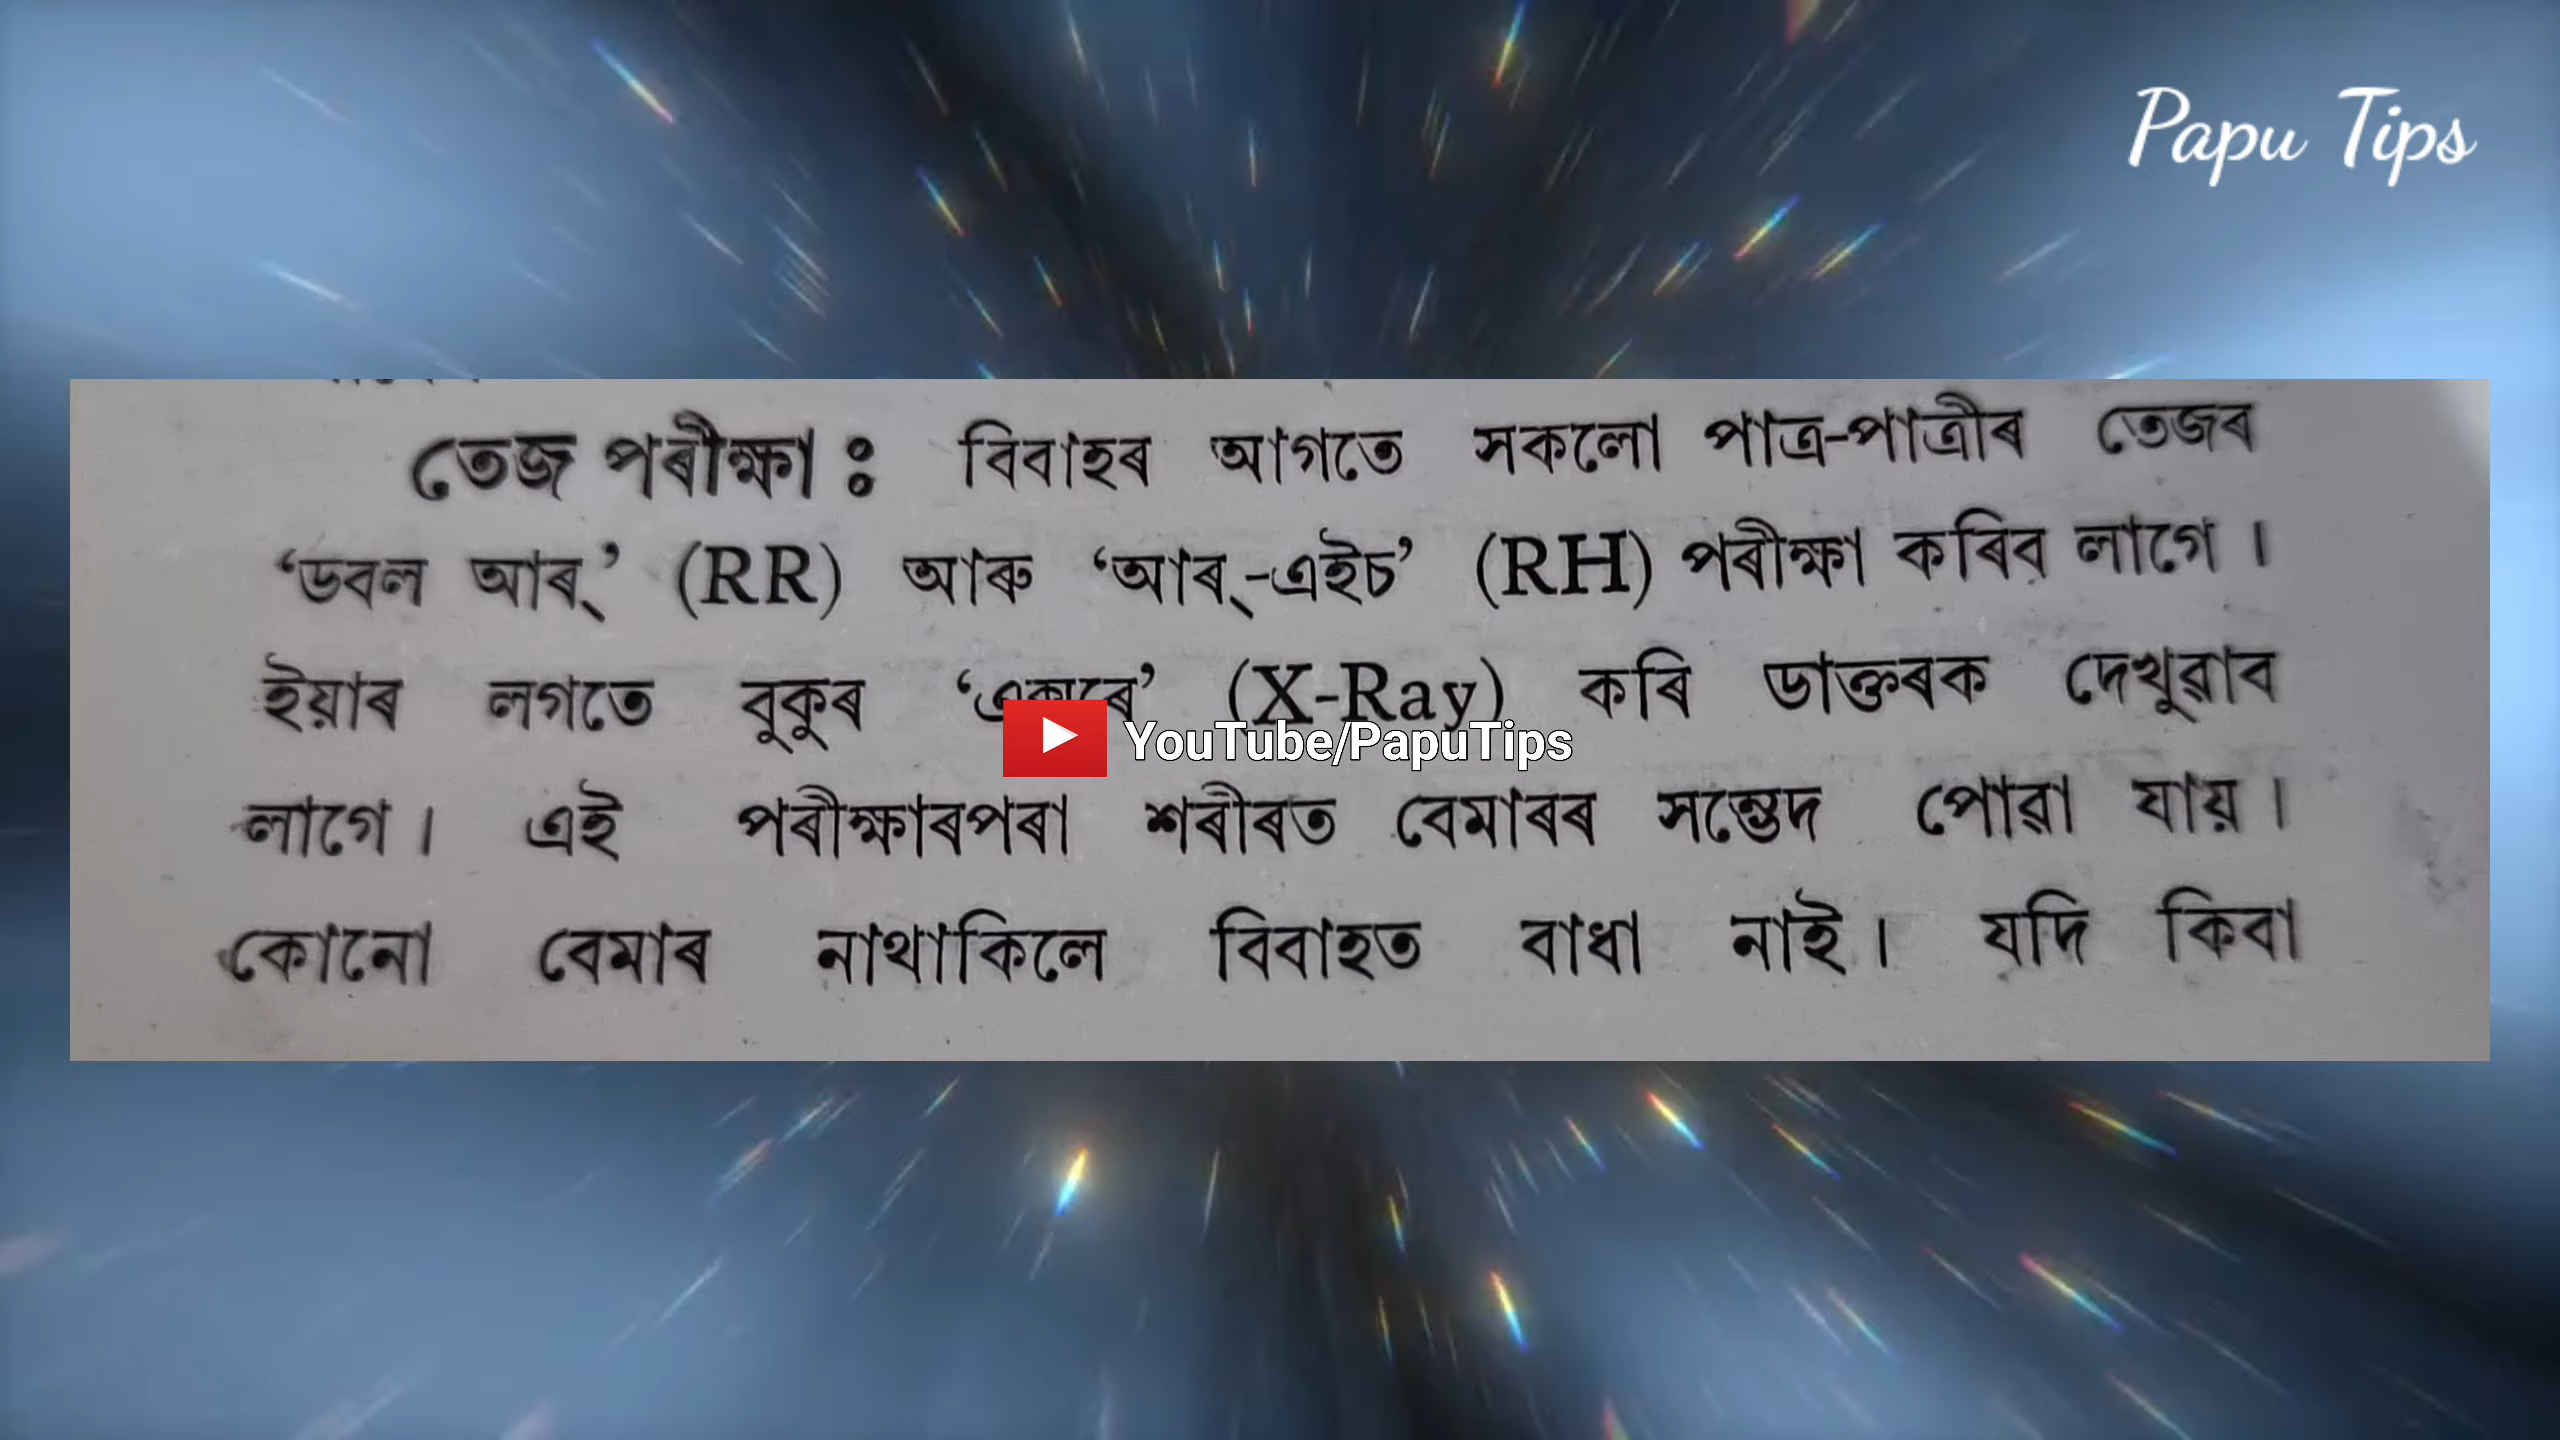 Papu Tips
তেজ পৰীক্ষা : বিবাহৰ আগতে সকলো পাত্ৰ-পাত্ৰীৰ তেজৰ
‘ডবল আৰ্’ (RR) আৰু ‘আৰ্-এইচ’ (RH) পৰীক্ষা কৰিব লাগে ।
ইয়াৰ লগতে বুকুৰ (X-Ray) কৰি ডাক্তৰক দেখুৱাব
YouTube/PapuTips
লাগে । এই পৰীক্ষাৰপৰা শৰীৰত বেমাৰৰ সম্ভেদ পোৱা যায় ।
কোনো বেমাৰ নাথাকিলে বিবাহত বাধা নাই । যদি কিবা